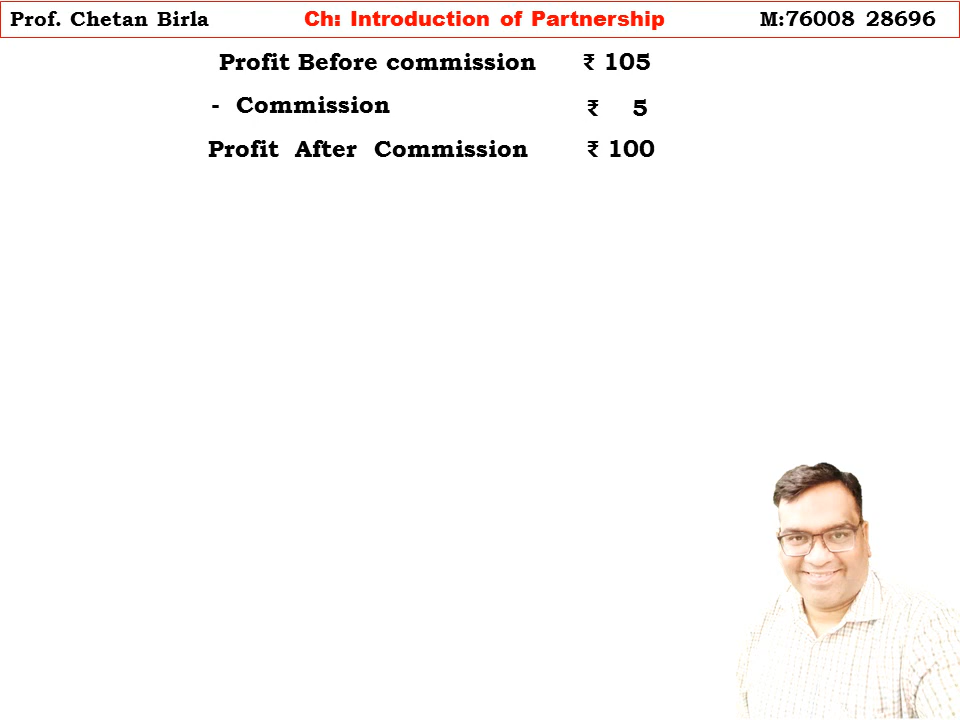 Prof. Chetan Birla Ch: Introduction of Partnership M:76008 28696
Profit Before commission ₹ 105
- Commission ₹ 5
Profit After Commission ₹ 100